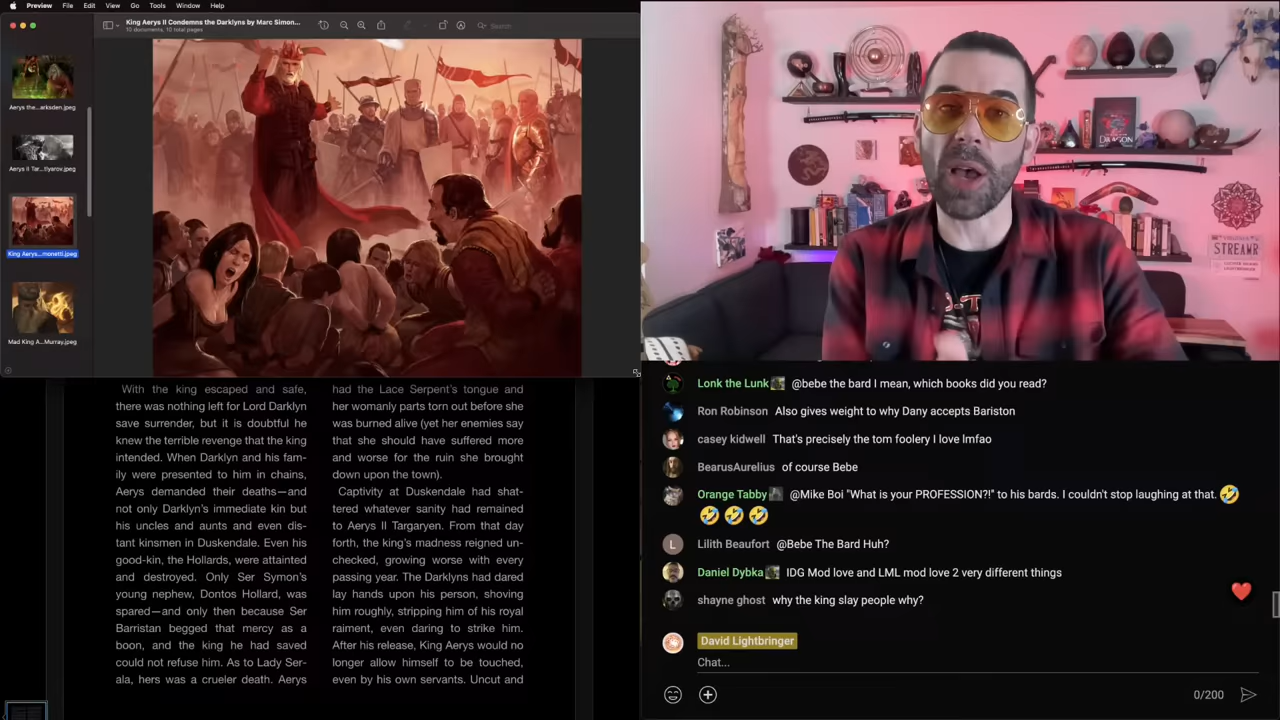 Preview File Edit View Go Tools Window Help
King Aerys II Condemns the Darklyns by Marc Simon...
10 documents, 10 total pages
Search
Aerys the...arksden.jpeg
Aerys II Tar...tlyarov.jpeg
King Aerys...monetti.jpeg
Mad King A...Murray.jpeg
With the king escaped and safe,
there was nothing left for Lord Darklyn
save surrender, but it is doubtful he
knew the terrible revenge that the king
intended. When Darklyn and his fam-
ily were presented to him in chains,
Aerys demanded their deaths—and
not only Darklyn's immediate kin but
his uncles and aunts and even dis-
tant kinsmen in Duskendale. Even his
good-kin, the Hollards, were attainted
and destroyed. Only Ser Symon's
young nephew, Dontos Hollard, was
spared—and only then because Ser
Barristan begged that mercy as a
boon, and the king he had saved
could not refuse him. As to Lady Ser-
ala, hers was a crueler death. Aerys
had the Lace Serpent's tongue and
her womanly parts torn out before she
was burned alive (yet her enemies say
that she should have suffered more
and worse for the ruin she brought
down upon the town).
Captivity at Duskendale had shat-
tered whatever sanity had remained
to Aerys II Targaryen. From that day
forth, the king's madness reigned un-
checked, growing worse with every
passing year. The Darklyns had dared
lay hands upon his person, shoving
him roughly, stripping him of his royal
raiment, even daring to strike him.
After his release, King Aerys would no
longer allow himself to be touched,
even by his own servants. Uncut and
DRAGON
STREAMR
Lonk the Lunk @bebe the bard I mean, which books did you read?
Ron Robinson Also gives weight to why Dany accepts Bariston
casey kidwell That's precisely the tom foolery I love lmfao
BearusAurelius of course Bebe
Orange Tabby @Mike Boi "What is your PROFESSION?!" to his bards. I couldn't stop laughing at that. 🤣
🤣 🤣 🤣
L Lilith Beaufort @Bebe The Bard Huh?
Daniel Dybka IDG Mod love and LML mod love 2 very different things
shayne ghost why the king slay people why?
David Lightbringer
Chat...
0/200